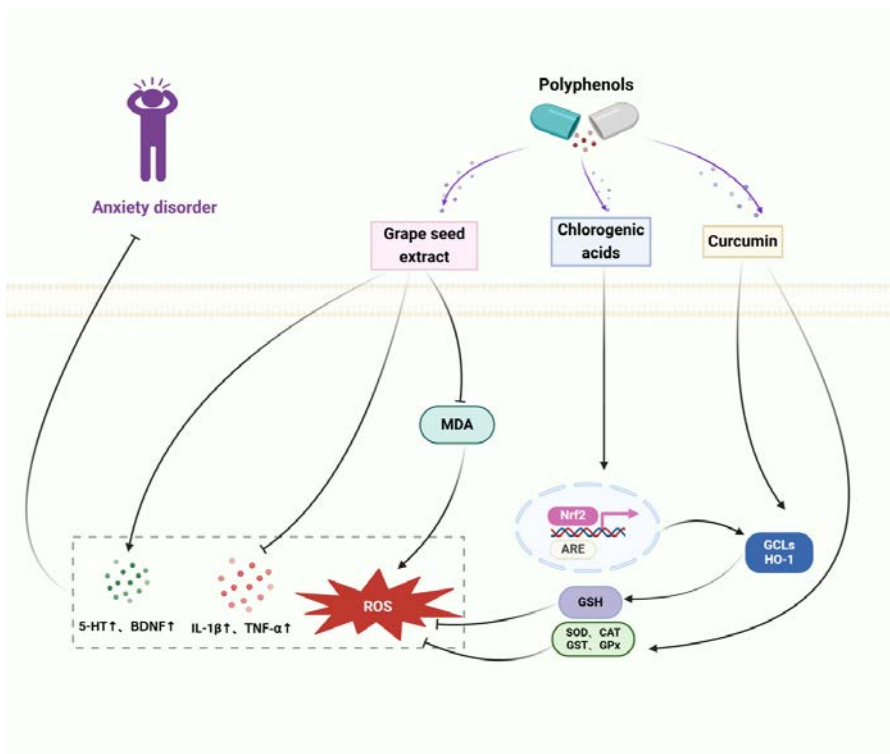 Polyphenols
Anxiety disorder
Grape seed
extract
Chlorogenic
acids
Curcumin
MDA
Nrf2
ARE
GCLs
HO-1
ROS
GSH
5-HT↑、BDNF↑
IL-1β↑、TNF-α↑
SOD、CAT
GST、GPx